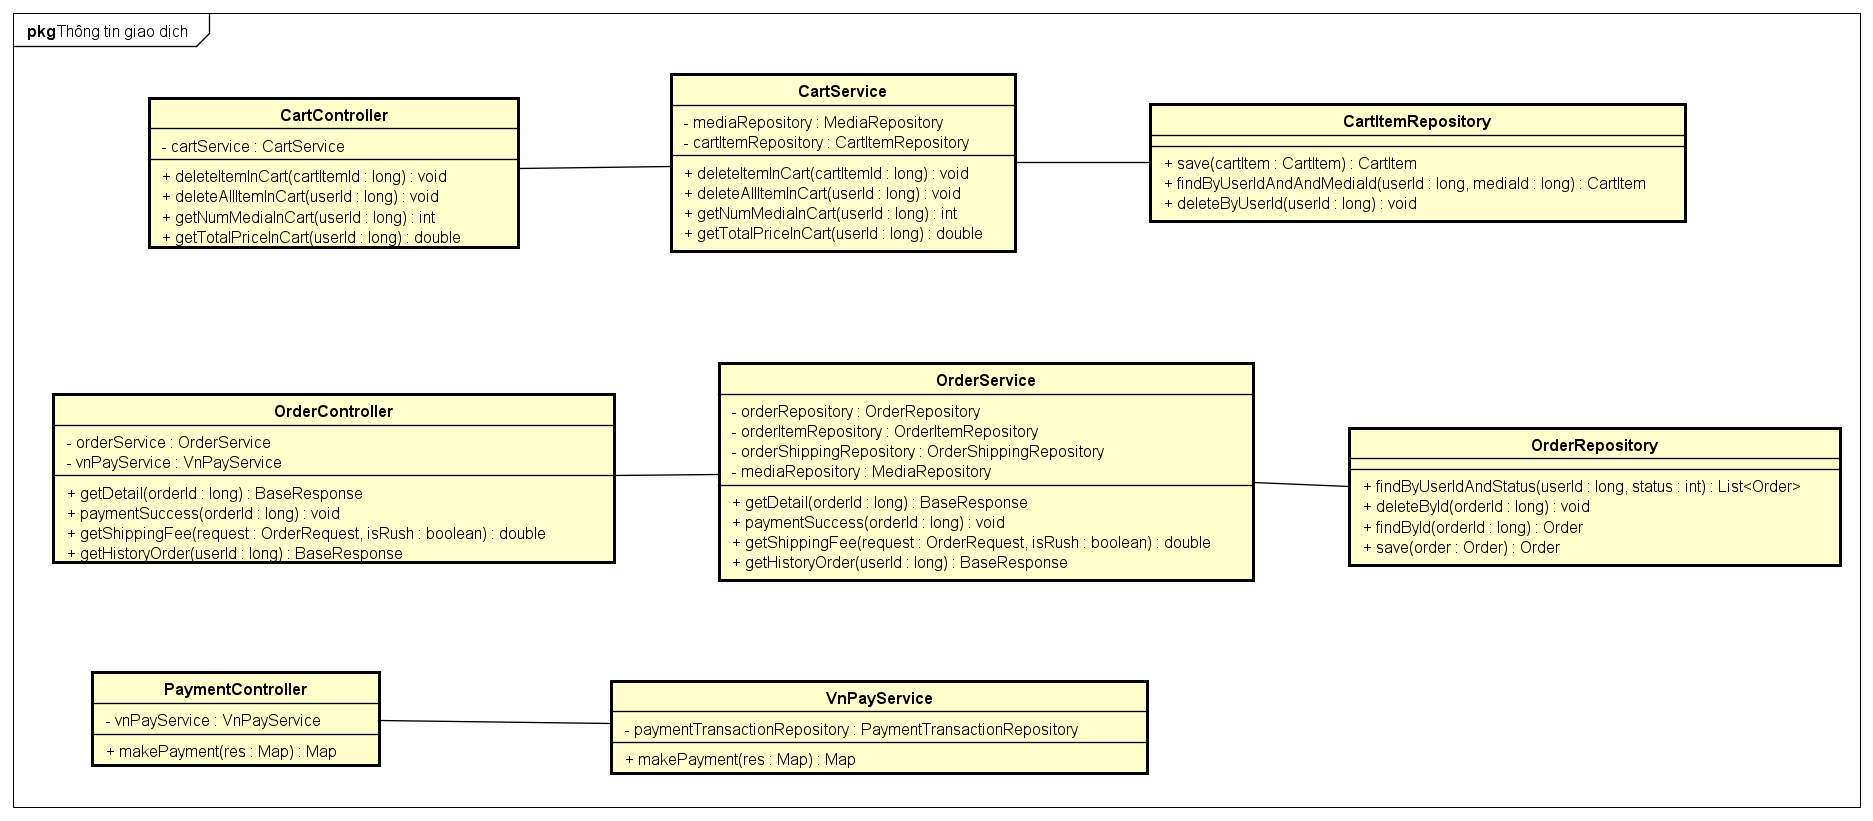 pkg Thông tin giao dịch
CartController
- cartService : CartService
+ deleteItemInCart(cartItemId : long) : void
+ deleteAllItemInCart(userId : long) : void
+ getNumMediaInCart(userId : long) : int
+ getTotalPriceInCart(userId : long) : double
CartService
- mediaRepository : MediaRepository
- cartItemRepository : CartItemRepository
+ deleteItemInCart(cartItemId : long) : void
+ deleteAllItemInCart(userId : long) : void
+ getNumMediaInCart(userId : long) : int
+ getTotalPriceInCart(userId : long) : double
CartItemRepository
+ save(cartItem : CartItem) : CartItem
+ findByUserIdAndAndMediaId(userId : long, mediaId : long) : CartItem
+ deleteByUserId(userId : long) : void
OrderController
- orderService : OrderService
- vnPayService : VnPayService
+ getDetail(orderId : long) : BaseResponse
+ paymentSuccess(orderId : long) : void
+ getShippingFee(request : OrderRequest, isRush : boolean) : double
+ getHistoryOrder(userId : long) : BaseResponse
OrderService
- orderRepository : OrderRepository
- orderItemRepository : OrderItemRepository
- orderShippingRepository : OrderShippingRepository
- mediaRepository : MediaRepository
+ getDetail(orderId : long) : BaseResponse
+ paymentSuccess(orderId : long) : void
+ getShippingFee(request : OrderRequest, isRush : boolean) : double
+ getHistoryOrder(userId : long) : BaseResponse
OrderRepository
+ findByUserIdAndStatus(userId : long, status : int) : List<Order>
+ deleteById(orderId : long) : void
+ findById(orderId : long) : Order
+ save(order : Order) : Order
PaymentController
- vnPayService : VnPayService
+ makePayment(res : Map) : Map
VnPayService
- paymentTransactionRepository : PaymentTransactionRepository
+ makePayment(res : Map) : Map